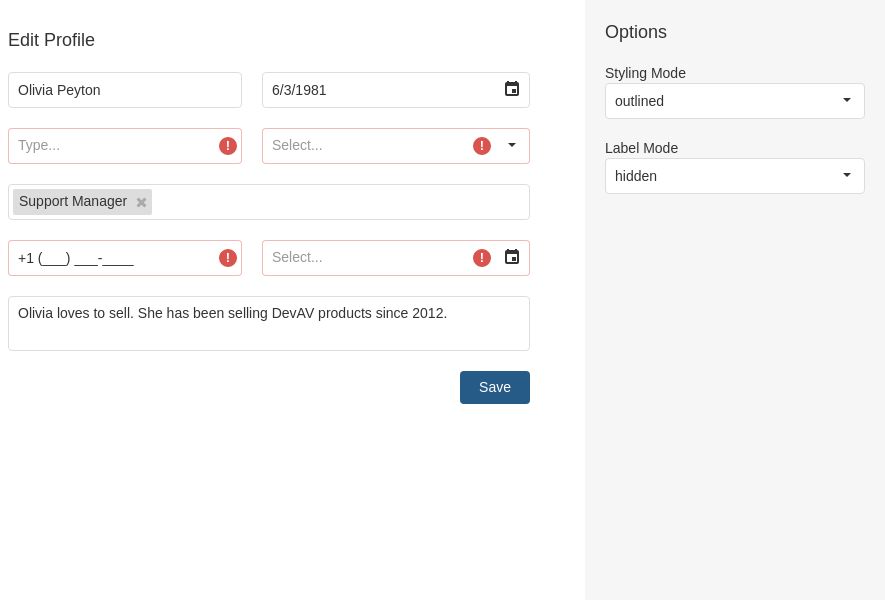 Edit Profile
Olivia Peyton
6/3/1981
Type...
Select...
Support Manager
+1 (___) ___-____
Select...
Olivia loves to sell. She has been selling DevAV products since 2012.
Save
Options
Styling Mode
outlined
Label Mode
hidden